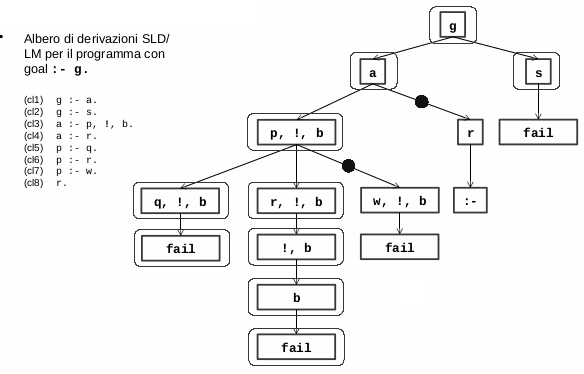 • Albero di derivazioni SLD/
LM per il programma con
goal :- g.
(cl1) g :- a.
(cl2) g :- s.
(cl3) a :- p, !, b.
(cl4) a :- r.
(cl5) p :- q.
(cl6) p :- r.
(cl7) p :- w.
(cl8) r.
g
a
s
p, !, b
r
fail
q, !, b
r, !, b
w, !, b
:-
fail
!, b
fail
b
fail